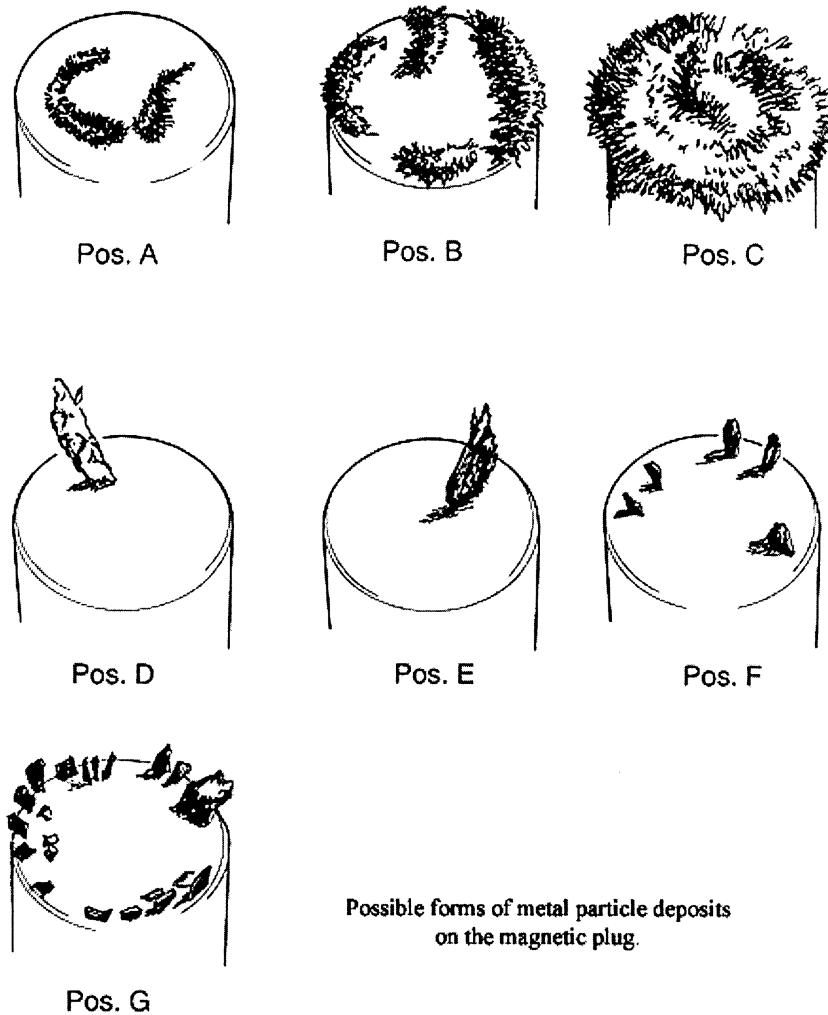 Pos. A
Pos. B
Pos. C
Pos. D
Pos. E
Pos. F
Pos. G
Possible forms of metal particle deposits
on the magnetic plug.